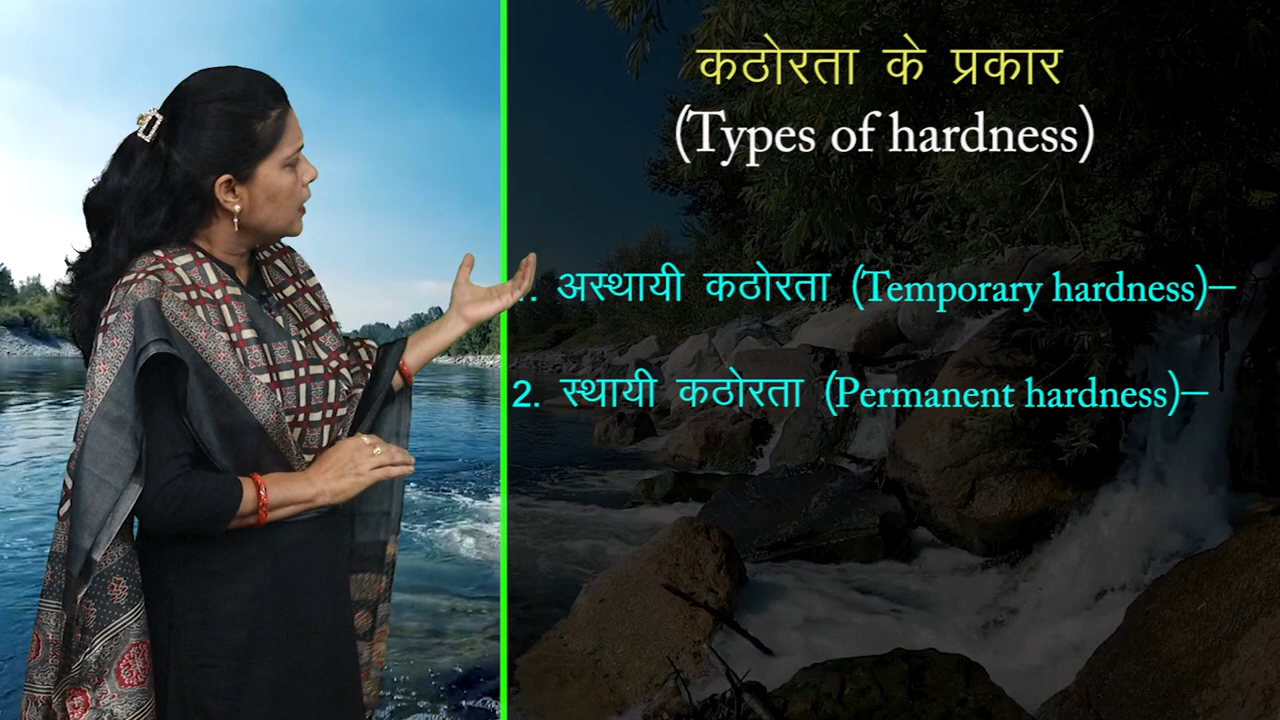 कठोरता के प्रकार
(Types of hardness)
. अस्थायी कठोरता (Temporary hardness)–
2. स्थायी कठोरता (Permanent hardness)–